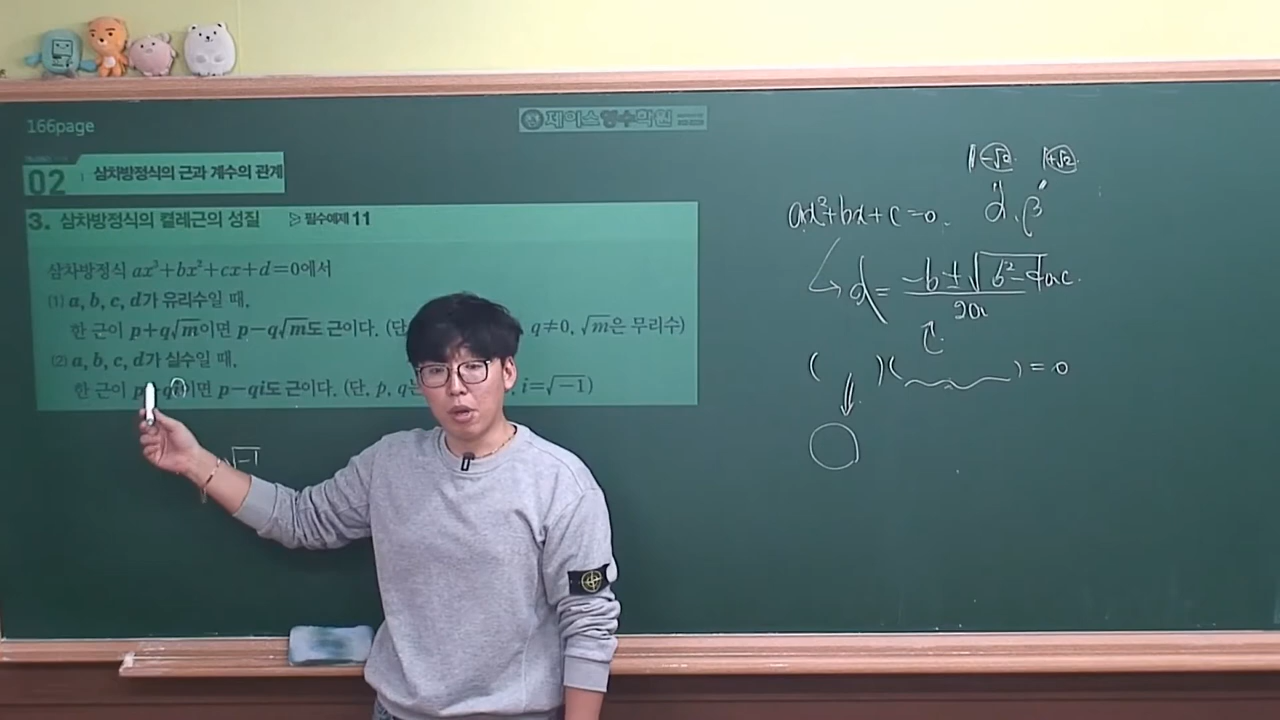 166page
제이스영수학원
02 삼차방정식의 근과 계수의 관계
3. 삼차방정식의 켤레근의 성질 ▷ 필수예제 11
삼차방정식 ax³+bx²+cx+d=0에서
(1) a, b, c, d가 유리수일 때,
한 근이 p+q√m이면 p-q√m도 근이다. (단, q≠0, √m은 무리수)
(2) a, b, c, d가 실수일 때,
한 근이 p+qi이면 p-qi도 근이다. (단, p, q는 , i=√-1)
√-1
1-√2. 1+√2.
ax²+bx+c=0. α, β
α= -b±√b²-4ac
2a
( )( )=0